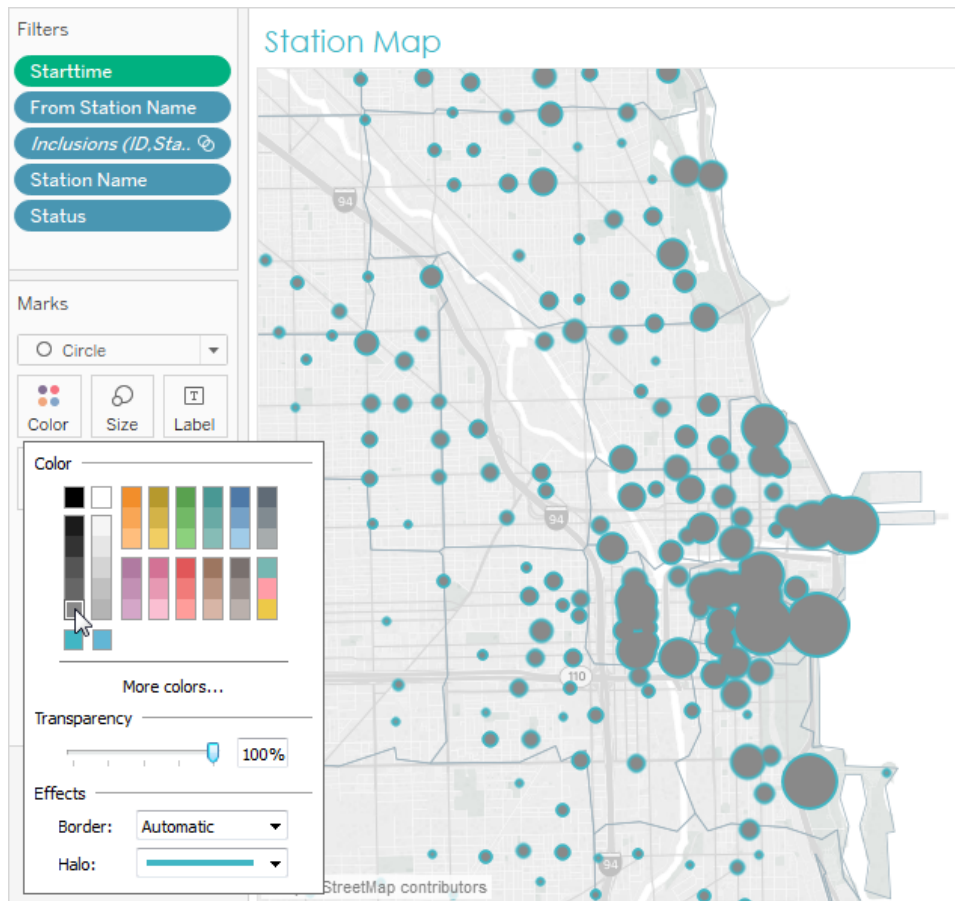 Filters
Station Map
Starttime
From Station Name
Inclusions (ID,Sta..
Station Name
Status
Marks
Circle
T
Color
Size
Label
Color
More colors...
Transparency
100%
Effects
Border:
Automatic
Halo:
94
94
110
94
StreetMap contributors